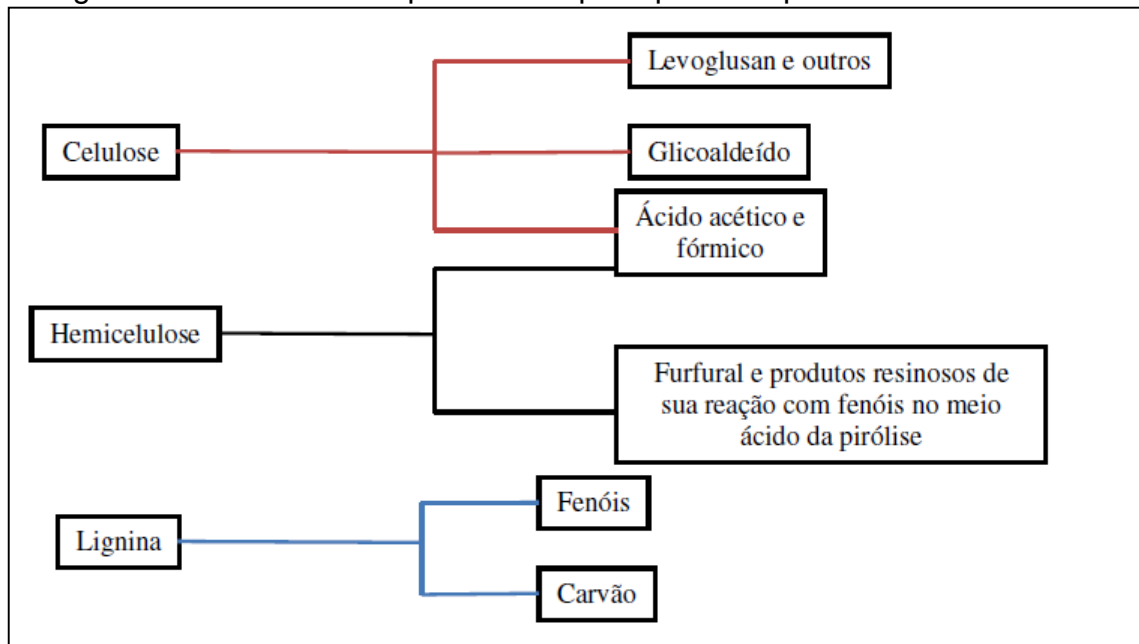 Levoglusan e outros
Celulose
Glicoaldeído
Ácido acético e
fórmico
Hemicelulose
Furfural e produtos resinosos de
sua reação com fenóis no meio
ácido da pirólise
Fenóis
Lignina
Carvão